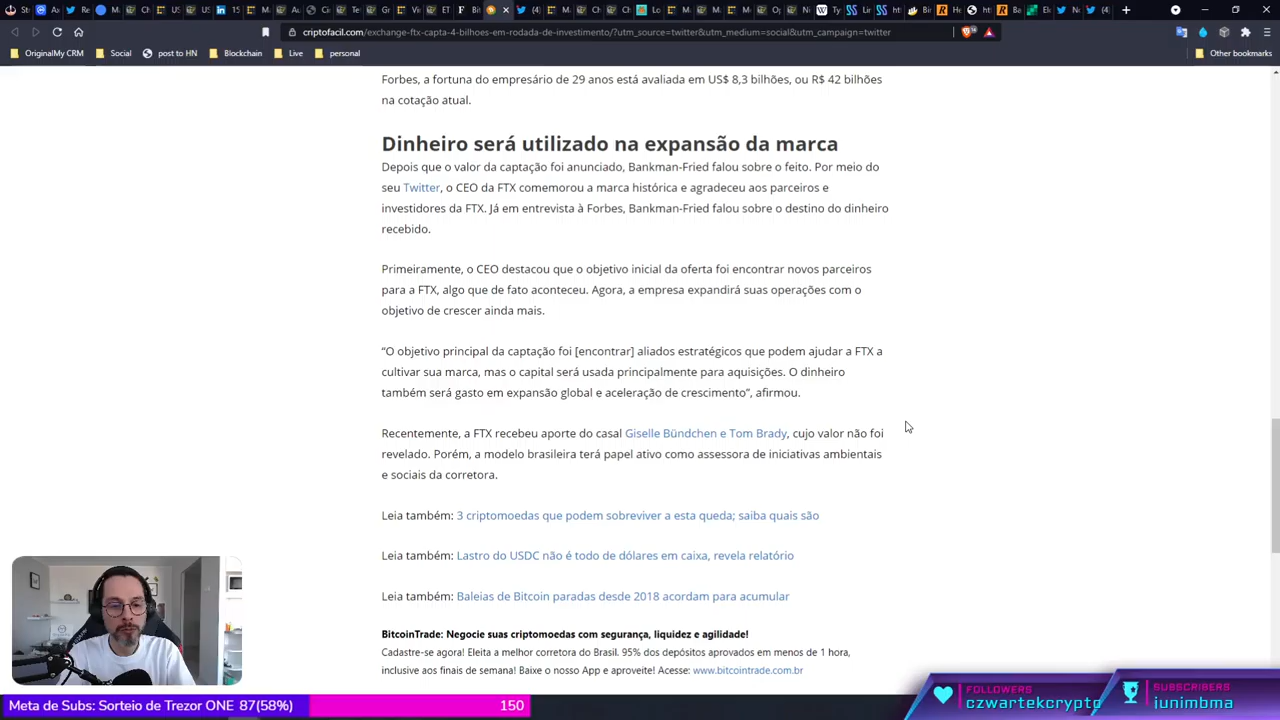 criptofacil.com/exchange-ftx-capta-4-bilhoes-em-rodada-de-investimento/?utm_source=twitter&utm_medium=social&utm_campaign=twitter
OriginalMy CRM
Social
post to HN
Blockchain
Live
personal
Other bookmarks
Forbes, a fortuna do empresário de 29 anos está avaliada em US$ 8,3 bilhões, ou R$ 42 bilhões
na cotação atual.
Dinheiro será utilizado na expansão da marca
Depois que o valor da captação foi anunciado, Bankman-Fried falou sobre o feito. Por meio do
seu Twitter, o CEO da FTX comemorou a marca histórica e agradeceu aos parceiros e
investidores da FTX. Já em entrevista à Forbes, Bankman-Fried falou sobre o destino do dinheiro
recebido.
Primeiramente, o CEO destacou que o objetivo inicial da oferta foi encontrar novos parceiros
para a FTX, algo que de fato aconteceu. Agora, a empresa expandirá suas operações com o
objetivo de crescer ainda mais.
“O objetivo principal da captação foi [encontrar] aliados estratégicos que podem ajudar a FTX a
cultivar sua marca, mas o capital será usada principalmente para aquisições. O dinheiro
também será gasto em expansão global e aceleração de crescimento”, afirmou.
Recentemente, a FTX recebeu aporte do casal Giselle Bündchen e Tom Brady, cujo valor não foi
revelado. Porém, a modelo brasileira terá papel ativo como assessora de iniciativas ambientais
e sociais da corretora.
Leia também: 3 criptomoedas que podem sobreviver a esta queda; saiba quais são
Leia também: Lastro do USDC não é todo de dólares em caixa, revela relatório
Leia também: Baleias de Bitcoin paradas desde 2018 acordam para acumular
BitcoinTrade: Negocie suas criptomoedas com segurança, liquidez e agilidade!
Cadastre-se agora! Eleita a melhor corretora do Brasil. 95% dos depósitos aprovados em menos de 1 hora,
inclusive aos finais de semana! Baixe o nosso App e aproveite! Acesse: www.bitcointrade.com.br
Meta de Subs: Sorteio de Trezor ONE 87(58%)
150
FOLLOWERS
czwartekcrypto
SUBSCRIBERS
junimbma